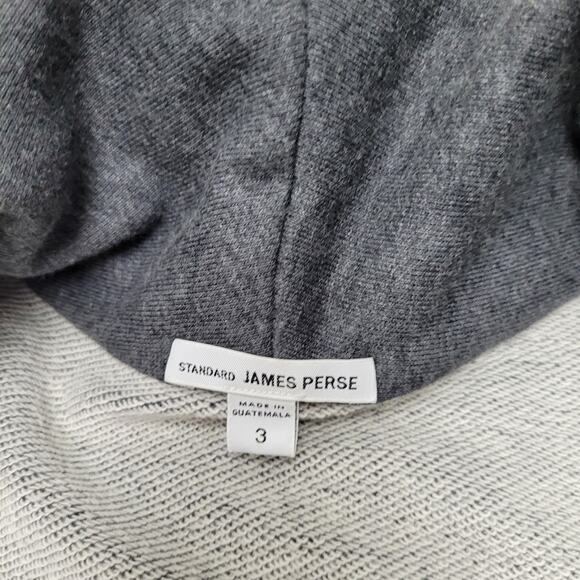 STANDARD JAMES PERSE
MADE IN
GUATEMALA
3